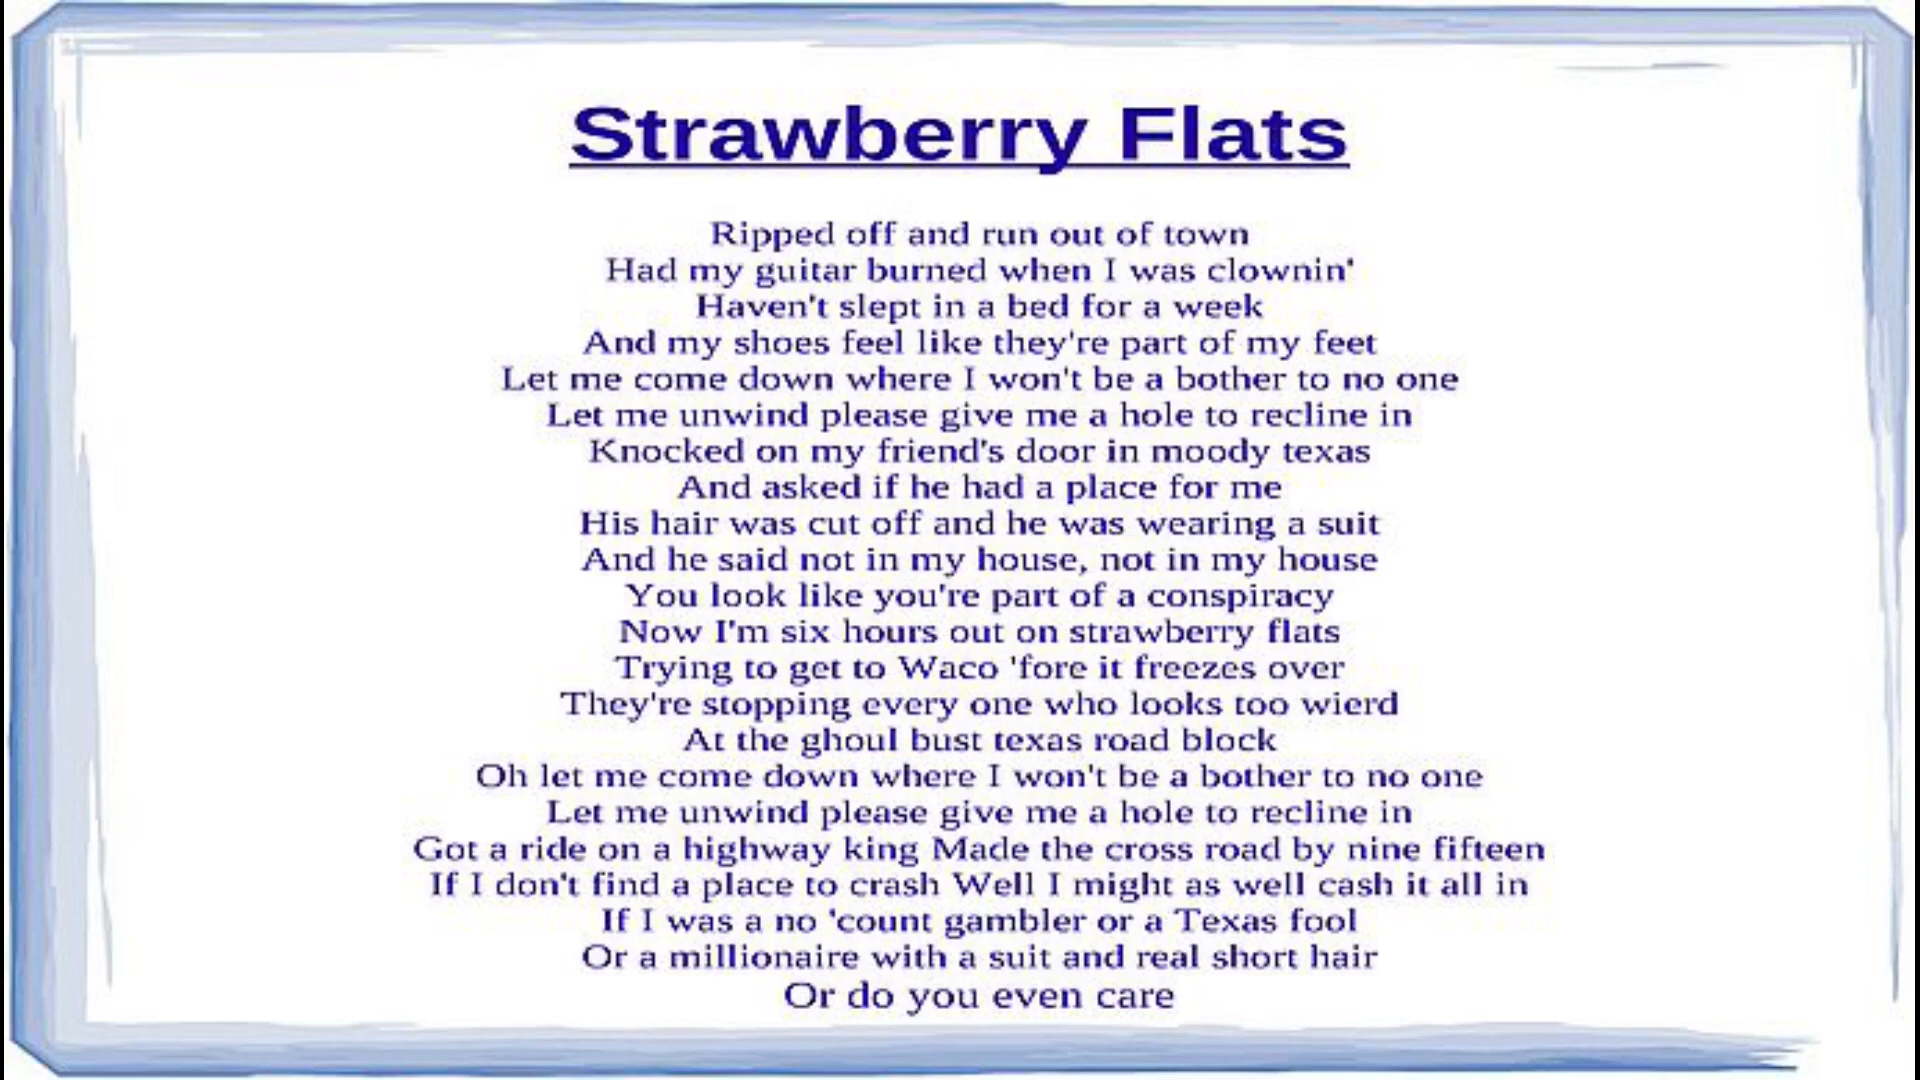 Strawberry Flats
Ripped off and run out of town
Had my guitar burned when I was clownin'
Haven't slept in a bed for a week
And my shoes feel like they're part of my feet
Let me come down where I won't be a bother to no one
Let me unwind please give me a hole to recline in
Knocked on my friend's door in moody texas
And asked if he had a place for me
His hair was cut off and he was wearing a suit
And he said not in my house, not in my house
You look like you're part of a conspiracy
Now I'm six hours out on strawberry flats
Trying to get to Waco 'fore it freezes over
They're stopping every one who looks too wierd
At the ghoul bust texas road block
Oh let me come down where I won't be a bother to no one
Let me unwind please give me a hole to recline in
Got a ride on a highway king Made the cross road by nine fifteen
If I don't find a place to crash Well I might as well cash it all in
If I was a no 'count gambler or a Texas fool
Or a millionaire with a suit and real short hair
Or do you even care